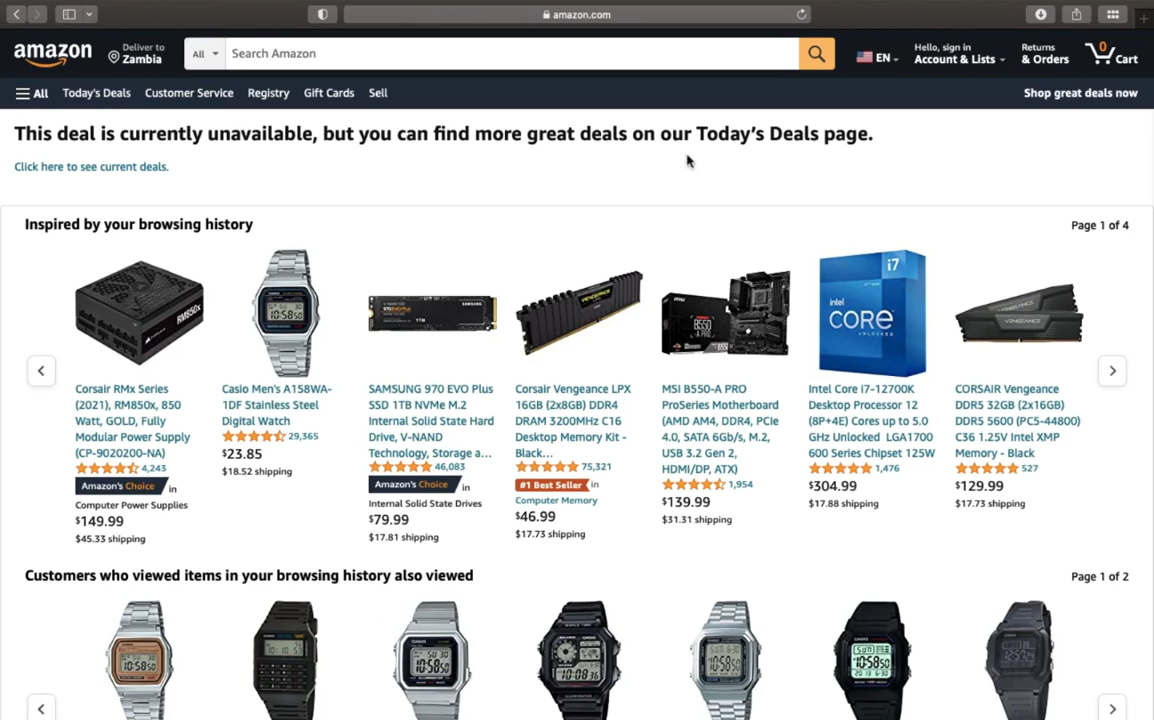 amazon.com
amazon
Deliver to
Zambia
All
Search Amazon
EN
Hello, sign in
Account & Lists
Returns
& Orders
0
Cart
All
Today's Deals
Customer Service
Registry
Gift Cards
Sell
Shop great deals now
This deal is currently unavailable, but you can find more great deals on our Today's Deals page.
Click here to see current deals.
Inspired by your browsing history
Page 1 of 4
Corsair RMx Series
(2021), RM850x, 850
Watt, GOLD, Fully
Modular Power Supply
(CP-9020200-NA)
4,243
Amazon's Choice in
Computer Power Supplies
$149.99
$45.33 shipping
Casio Men's A158WA-
1DF Stainless Steel
Digital Watch
29,365
$23.85
$18.52 shipping
SAMSUNG 970 EVO Plus
SSD 1TB NVMe M.2
Internal Solid State Hard
Drive, V-NAND
Technology, Storage a...
46,083
Amazon's Choice in
Internal Solid State Drives
$79.99
$17.81 shipping
Corsair Vengeance LPX
16GB (2x8GB) DDR4
DRAM 3200MHz C16
Desktop Memory Kit -
Black...
75,321
#1 Best Seller in
Computer Memory
$46.99
$17.73 shipping
MSI B550-A PRO
ProSeries Motherboard
(AMD AM4, DDR4, PCIe
4.0, SATA 6Gb/s, M.2,
USB 3.2 Gen 2,
HDMI/DP, ATX)
1,954
$139.99
$31.31 shipping
Intel Core i7-12700K
Desktop Processor 12
(8P+4E) Cores up to 5.0
GHz Unlocked LGA1700
600 Series Chipset 125W
1,476
$304.99
$17.88 shipping
CORSAIR Vengeance
DDR5 32GB (2x16GB)
DDR5 5600 (PC5-44800)
C36 1.25V Intel XMP
Memory - Black
527
$129.99
$17.73 shipping
RM850x
10:58 50
SAMSUNG
1TB
VENGEANCE
B550
i7
intel
CORE
UNLOCKED
VENGEANCE
Customers who viewed items in your browsing history also viewed
Page 1 of 2